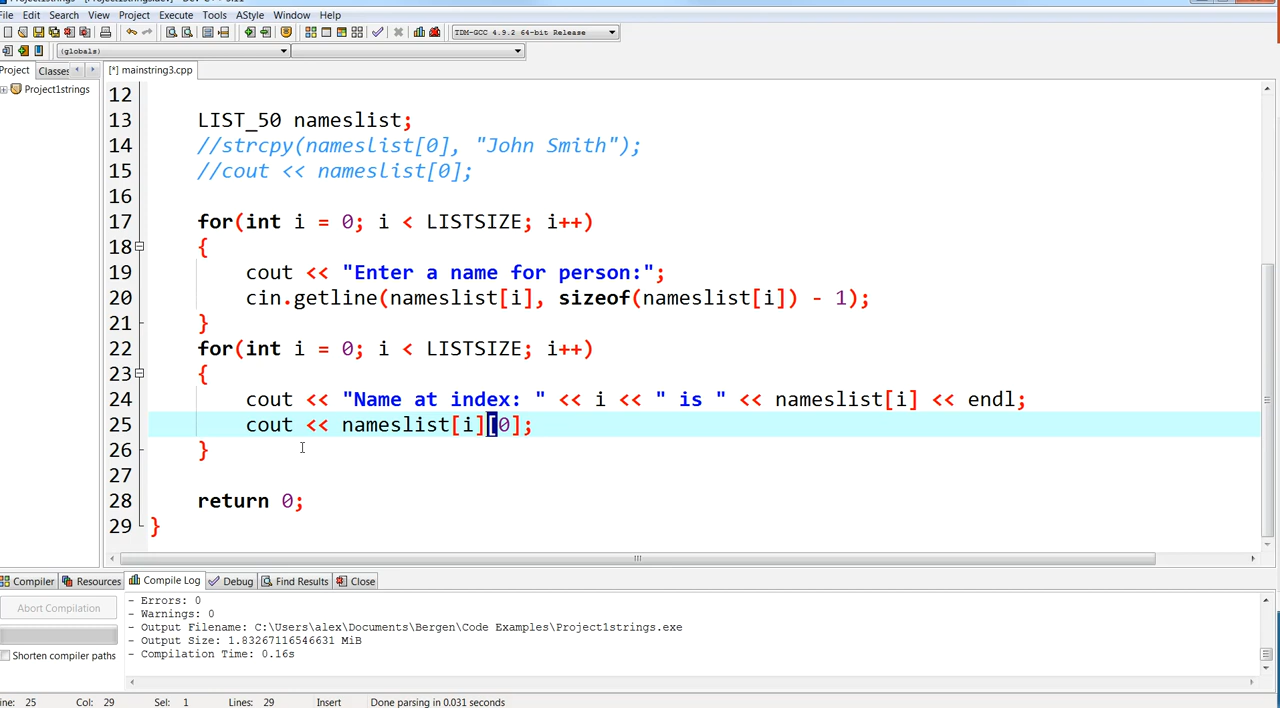 Project1strings - [Project1strings.dev] - Dev-C++ 5.11
File Edit Search View Project Execute Tools AStyle Window Help
TDM-GCC 4.9.2 64-bit Release
(globals)
Project Classes [*] mainstring3.cpp
Project1strings
12
13 LIST_50 nameslist;
14 //strcpy(nameslist[0], "John Smith");
15 //cout << nameslist[0];
16
17 for(int i = 0; i < LISTSIZE; i++)
18 {
19 cout << "Enter a name for person:";
20 cin.getline(nameslist[i], sizeof(nameslist[i]) - 1);
21 }
22 for(int i = 0; i < LISTSIZE; i++)
23 {
24 cout << "Name at index: " << i << " is " << nameslist[i] << endl;
25 cout << nameslist[i][0];
26 }
27
28 return 0;
29 }
Compiler Resources Compile Log Debug Find Results Close
Abort Compilation
Shorten compiler paths
- Errors: 0
- Warnings: 0
- Output Filename: C:\Users\alex\Documents\Bergen\Code Examples\Project1strings.exe
- Output Size: 1.83267116546631 MiB
- Compilation Time: 0.16s
ine: 25 Col: 29 Sel: 1 Lines: 29 Insert Done parsing in 0.031 seconds